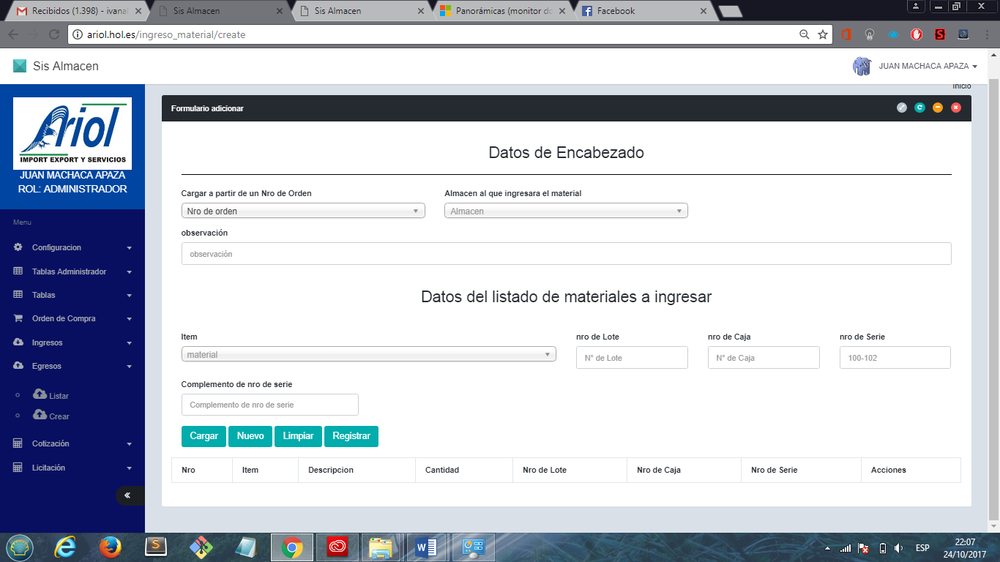 Recibidos (1.398) - ivanal
Sis Almacen
Sis Almacen
Panorámicas (monitor do
Facebook
ariol.hol.es/ingreso_material/create
Sis Almacen
JUAN MACHACA APAZA
Ariol
IMPORT EXPORT Y SERVICIOS
JUAN MACHACA APAZA
ROL: ADMINISTRADOR
Menu
Configuracion
Tablas Administrador
Tablas
Orden de Compra
Ingresos
Egresos
Listar
Crear
Cotización
Licitación
Inicio
Formulario adicionar
Datos de Encabezado
Cargar a partir de un Nro de Orden
Almacen al que ingresara el material
Nro de orden
Almacen
observación
observación
Datos del listado de materiales a ingresar
Item
nro de Lote
nro de Caja
nro de Serie
material
N° de Lote
N° de Caja
100-102
Complemento de nro de serie
Complemento de nro de serie
Cargar
Nuevo
Limpiar
Registrar
Nro
Item
Descripcion
Cantidad
Nro de Lote
Nro de Caja
Nro de Serie
Acciones
ESP
22:07
24/10/2017